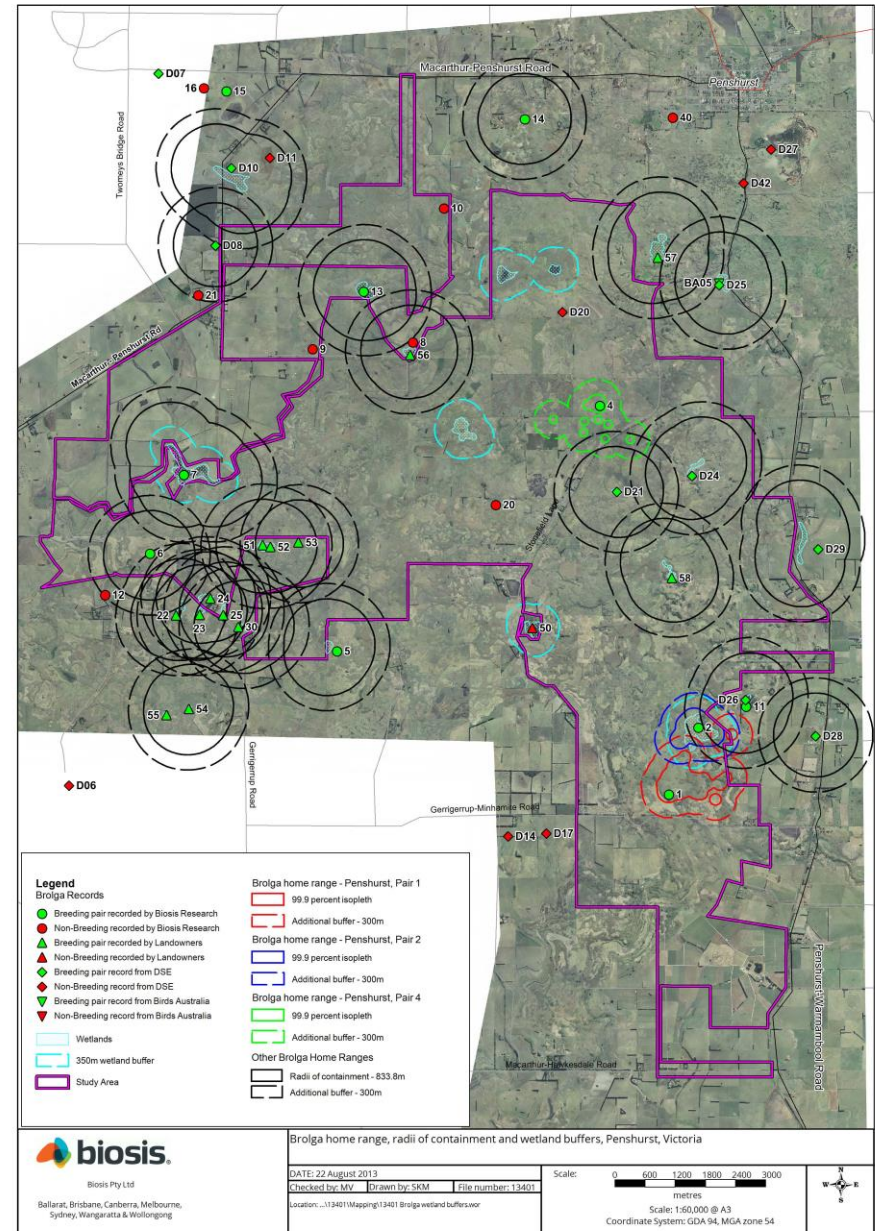 Macarthur-Penshurst Road
Penshurst
D07
16
15
14
40
D27
D11
D10
D42
Twomeys Bridge Road
10
D08
57
BA05
D25
13
21
D20
8
9
56
Macarthur - Penshurst Rd
4
7
D24
D21
20
51
52
53
D29
6
58
12
24
22
23
25
30
50
5
D26
11
54
55
2
D28
Gerrigerrup Road
D06
1
Gerrigerrup-Minhamite Road
D14
D17
Penshurst-Warrnambool Road
Macarthur-Hawkesdale Road
Legend
Brolga Records
Breeding pair recorded by Biosis Research
Non-Breeding recorded by Biosis Research
Breeding pair recorded by Landowners
Non-Breeding recorded by Landowners
Breeding pair record from DSE
Non-Breeding record from DSE
Breeding pair record from Birds Australia
Non-Breeding record from Birds Australia
Wetlands
350m wetland buffer
Study Area
Brolga home range - Penshurst, Pair 1
99.9 percent isopleth
Additional buffer - 300m
Brolga home range - Penshurst, Pair 2
99.9 percent isopleth
Additional buffer - 300m
Brolga home range - Penshurst, Pair 4
99.9 percent isopleth
Additional buffer - 300m
Other Brolga Home Ranges
Radii of containment - 833.8m
Additional buffer - 300m
biosis.
Biosis Pty Ltd
Ballarat, Brisbane, Canberra, Melbourne,
Sydney, Wangaratta & Wollongong
Brolga home range, radii of containment and wetland buffers, Penshurst, Victoria
DATE: 22 August 2013
Checked by: MV Drawn by: SKM File number: 13401
Location: ...\13401\Mapping\13401 Brolga wetland buffers.wor
Scale:
0 600 1200 1800 2400 3000
metres
Scale: 1:60,000 @ A3
Coordinate System: GDA 94, MGA zone 54
N
W E
S